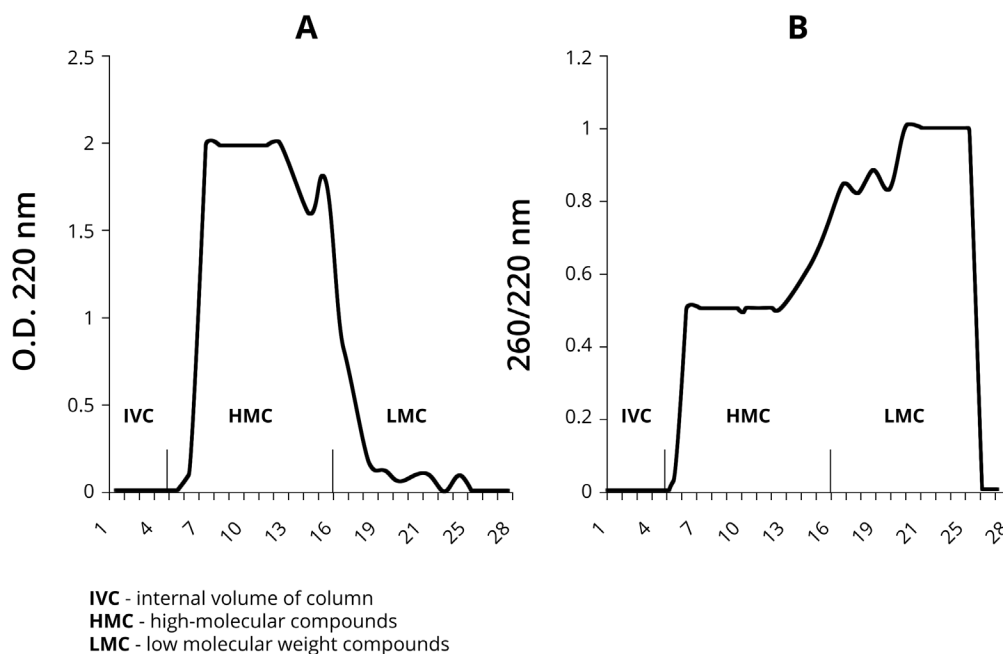 A
O.D. 220 nm
2.5
2
1.5
1
0.5
0
IVC
HMC
LMC
1
4
7
10
13
16
19
21
25
28
B
260/220 nm
1.2
1
0.8
0.6
0.4
0.2
0
IVC
HMC
LMC
1
4
7
10
13
16
19
21
25
28
IVC - internal volume of column
HMC - high-molecular compounds
LMC - low molecular weight compounds